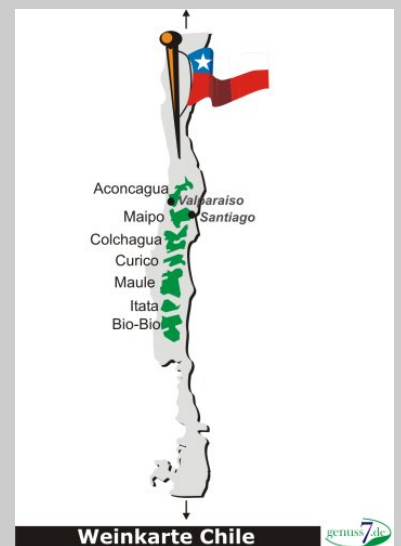 Aconcagua
Valparaiso
Maipo
Santiago
Colchagua
Curico
Maule
Itata
Bio-Bio
Weinkarte Chile
genuss7.de